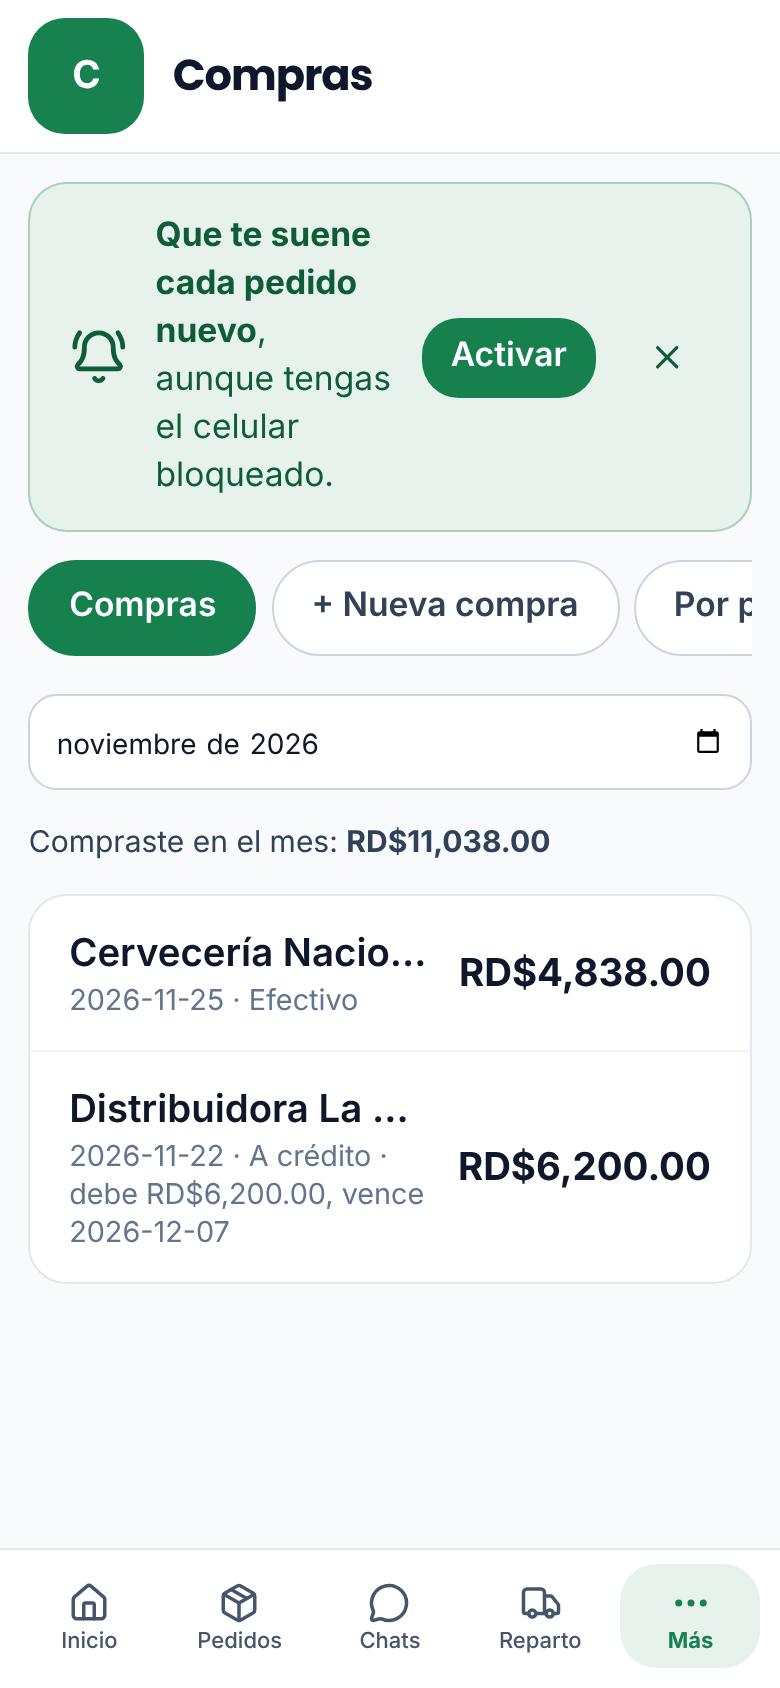 C
Compras
Que te suene
cada pedido
nuevo,
aunque tengas
el celular
bloqueado.
Activar
Compras
+ Nueva compra
Por p
noviembre de 2026
Compraste en el mes: RD$11,038.00
Cervecería Nacio...
2026-11-25 · Efectivo
RD$4,838.00
Distribuidora La ...
2026-11-22 · A crédito ·
debe RD$6,200.00, vence
2026-12-07
RD$6,200.00
Inicio
Pedidos
Chats
Reparto
Más